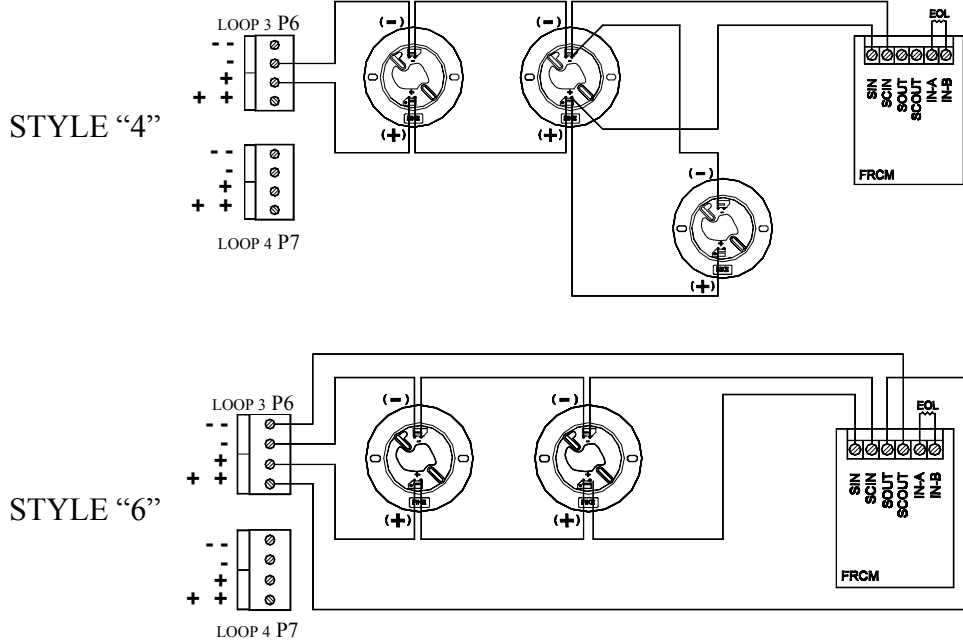 STYLE “4”
LOOP 3 P6
- -
-
+
+ +
- -
-
+
+ +
LOOP 4 P7
(-)
(+)
(-)
(+)
(-)
(+)
EOL
SIN
SCIN
SOUT
SCOUT
IN-A
IN-B
FRCM
STYLE “6”
LOOP 3 P6
- -
-
+
+ +
- -
-
+
+ +
LOOP 4 P7
(-)
(+)
(-)
(+)
EOL
SIN
SCIN
SOUT
SCOUT
IN-A
IN-B
FRCM